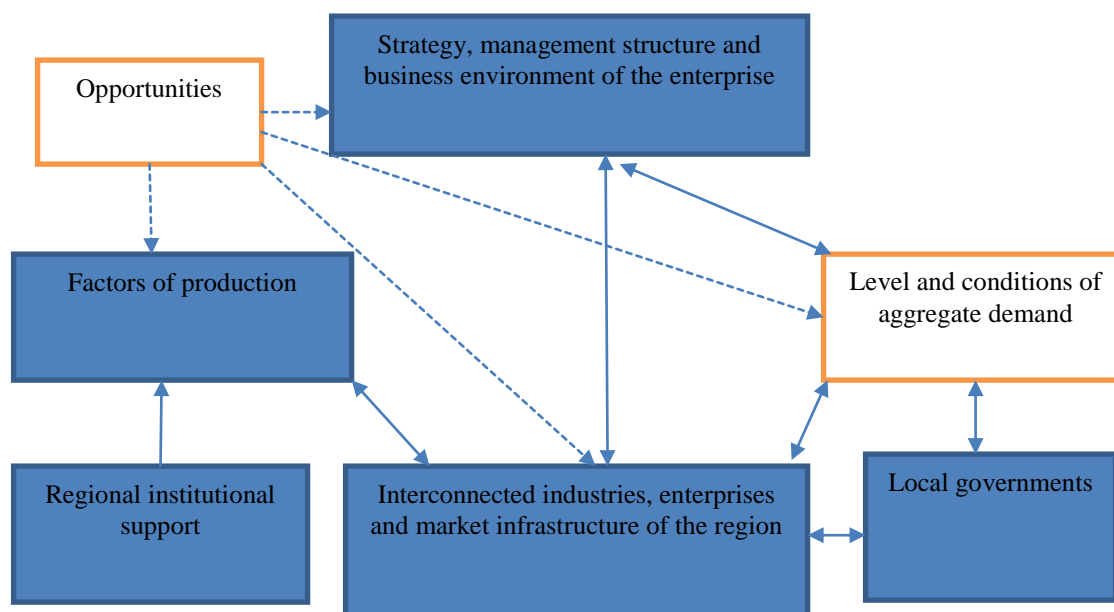 Strategy, management structure and
business environment of the enterprise
Opportunities
Factors of production
Level and conditions of
aggregate demand
Regional institutional
support
Interconnected industries, enterprises
and market infrastructure of the region
Local governments